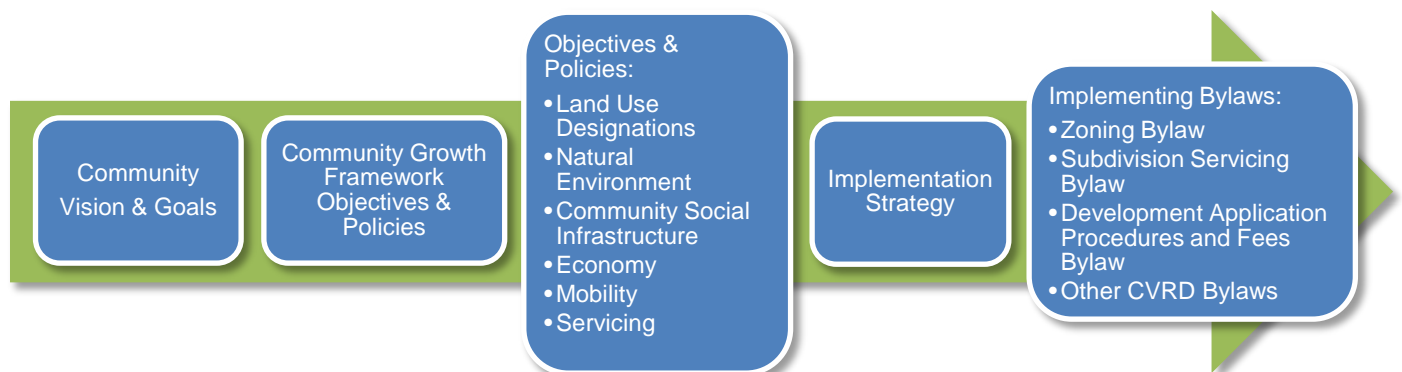 Community
Vision & Goals
Community Growth
Framework
Objectives &
Policies
Objectives &
Policies:
•Land Use
Designations
•Natural
Environment
•Community Social
Infrastructure
•Economy
•Mobility
•Servicing
Implementation
Strategy
Implementing Bylaws:
•Zoning Bylaw
•Subdivision Servicing
Bylaw
•Development Application
Procedures and Fees
Bylaw
•Other CVRD Bylaws